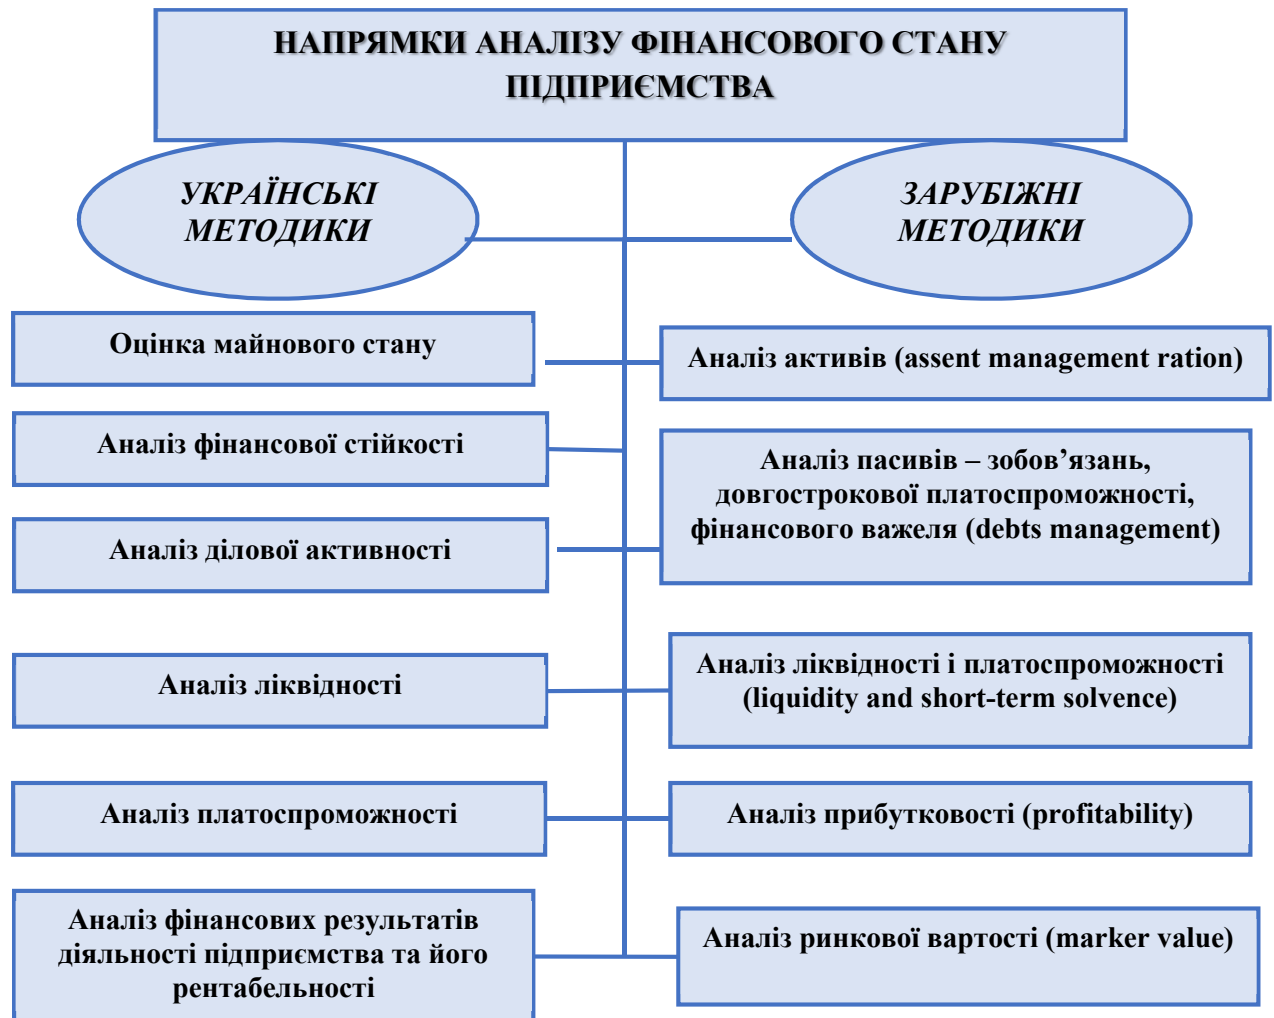 НАПРЯМКИ АНАЛІЗУ ФІНАНСОВОГО СТАНУ
ПІДПРИЄМСТВА
УКРАЇНСЬКІ
МЕТОДИКИ
ЗАРУБІЖНІ
МЕТОДИКИ
Оцінка майнового стану
Аналіз фінансової стійкості
Аналіз ділової активності
Аналіз ліквідності
Аналіз платоспроможності
Аналіз фінансових результатів
діяльності підприємства та його
рентабельності
Аналіз активів (assent management ration)
Аналіз пасивів – зобов’язань,
довгострокової платоспроможності,
фінансового важеля (debts management)
Аналіз ліквідності і платоспроможності
(liquidity and short-term solvence)
Аналіз прибутковості (profitability)
Аналіз ринкової вартості (marker value)